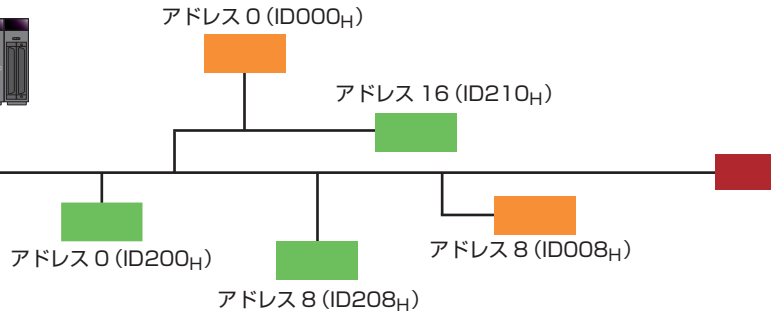 アドレス 0 (ID000H)
アドレス 16 (ID210H)
アドレス 0 (ID200H)
アドレス 8 (ID008H)
アドレス 8 (ID208H)